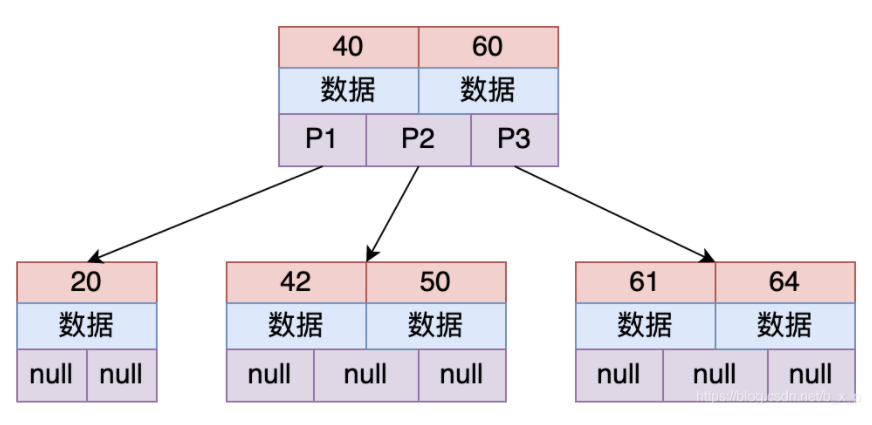 40 60
数据 数据
P1 P2 P3
20 42 50 61 64
数据 数据 数据 数据 数据
null null null null null null null null
https://blog.csdn.net/b_x_p